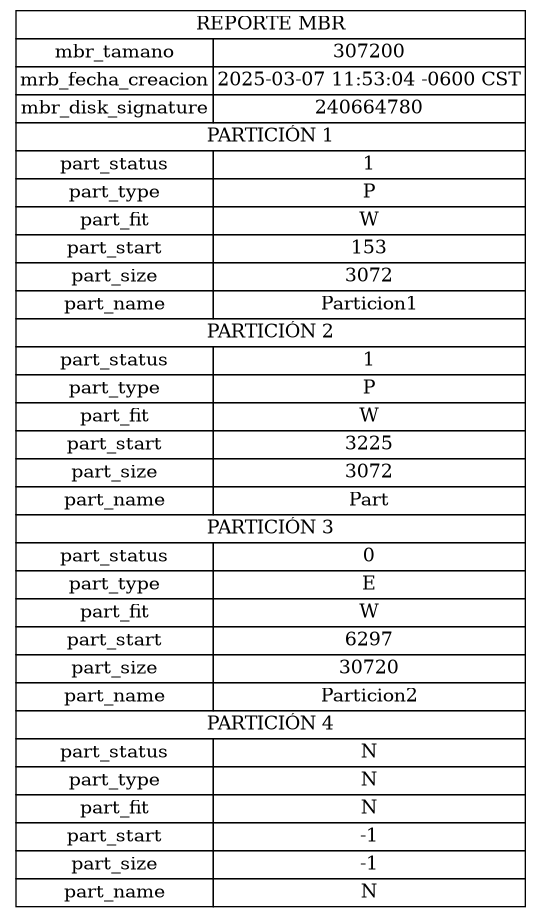 REPORTE MBR
mbr_tamano 307200
mrb_fecha_creacion 2025-03-07 11:53:04 -0600 CST
mbr_disk_signature 240664780
PARTICIÓN 1
part_status 1
part_type P
part_fit W
part_start 153
part_size 3072
part_name Particion1
PARTICIÓN 2
part_status 1
part_type P
part_fit W
part_start 3225
part_size 3072
part_name Part
PARTICIÓN 3
part_status 0
part_type E
part_fit W
part_start 6297
part_size 30720
part_name Particion2
PARTICIÓN 4
part_status N
part_type N
part_fit N
part_start -1
part_size -1
part_name N